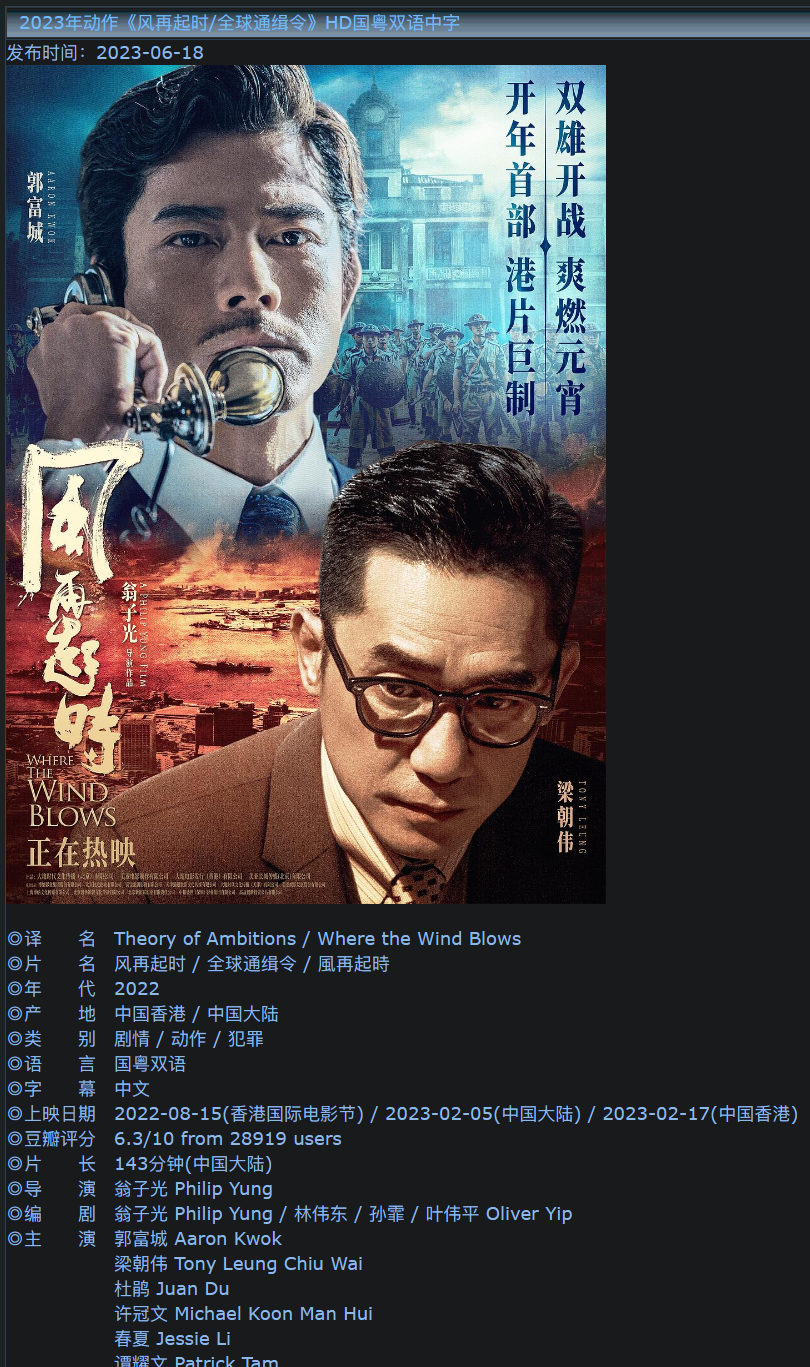 2023年动作《风再起时/全球通缉令》HD国粤双语中字
发布时间：2023-06-18
双雄开战 爽燃元宵
开年首部 港片巨制
郭富城
AARON KWOK
風再起時
翁子光
导演作品
A PHILIP YUNG FILM
WHERE
THE
WIND
BLOWS
正在热映
梁朝伟
TONY LEUNG
◎译　　名　Theory of Ambitions / Where the Wind Blows
◎片　　名　风再起时 / 全球通缉令 / 風再起時
◎年　　代　2022
◎产　　地　中国香港 / 中国大陆
◎类　　别　剧情 / 动作 / 犯罪
◎语　　言　国粤双语
◎字　　幕　中文
◎上映日期　2022-08-15(香港国际电影节) / 2023-02-05(中国大陆) / 2023-02-17(中国香港)
◎豆瓣评分　6.3/10 from 28919 users
◎片　　长　143分钟(中国大陆)
◎导　　演　翁子光 Philip Yung
◎编　　剧　翁子光 Philip Yung / 林伟东 / 孙霏 / 叶伟平 Oliver Yip
◎主　　演　郭富城 Aaron Kwok
梁朝伟 Tony Leung Chiu Wai
杜鹃 Juan Du
许冠文 Michael Koon Man Hui
春夏 Jessie Li
谭耀文 Patrick Tam